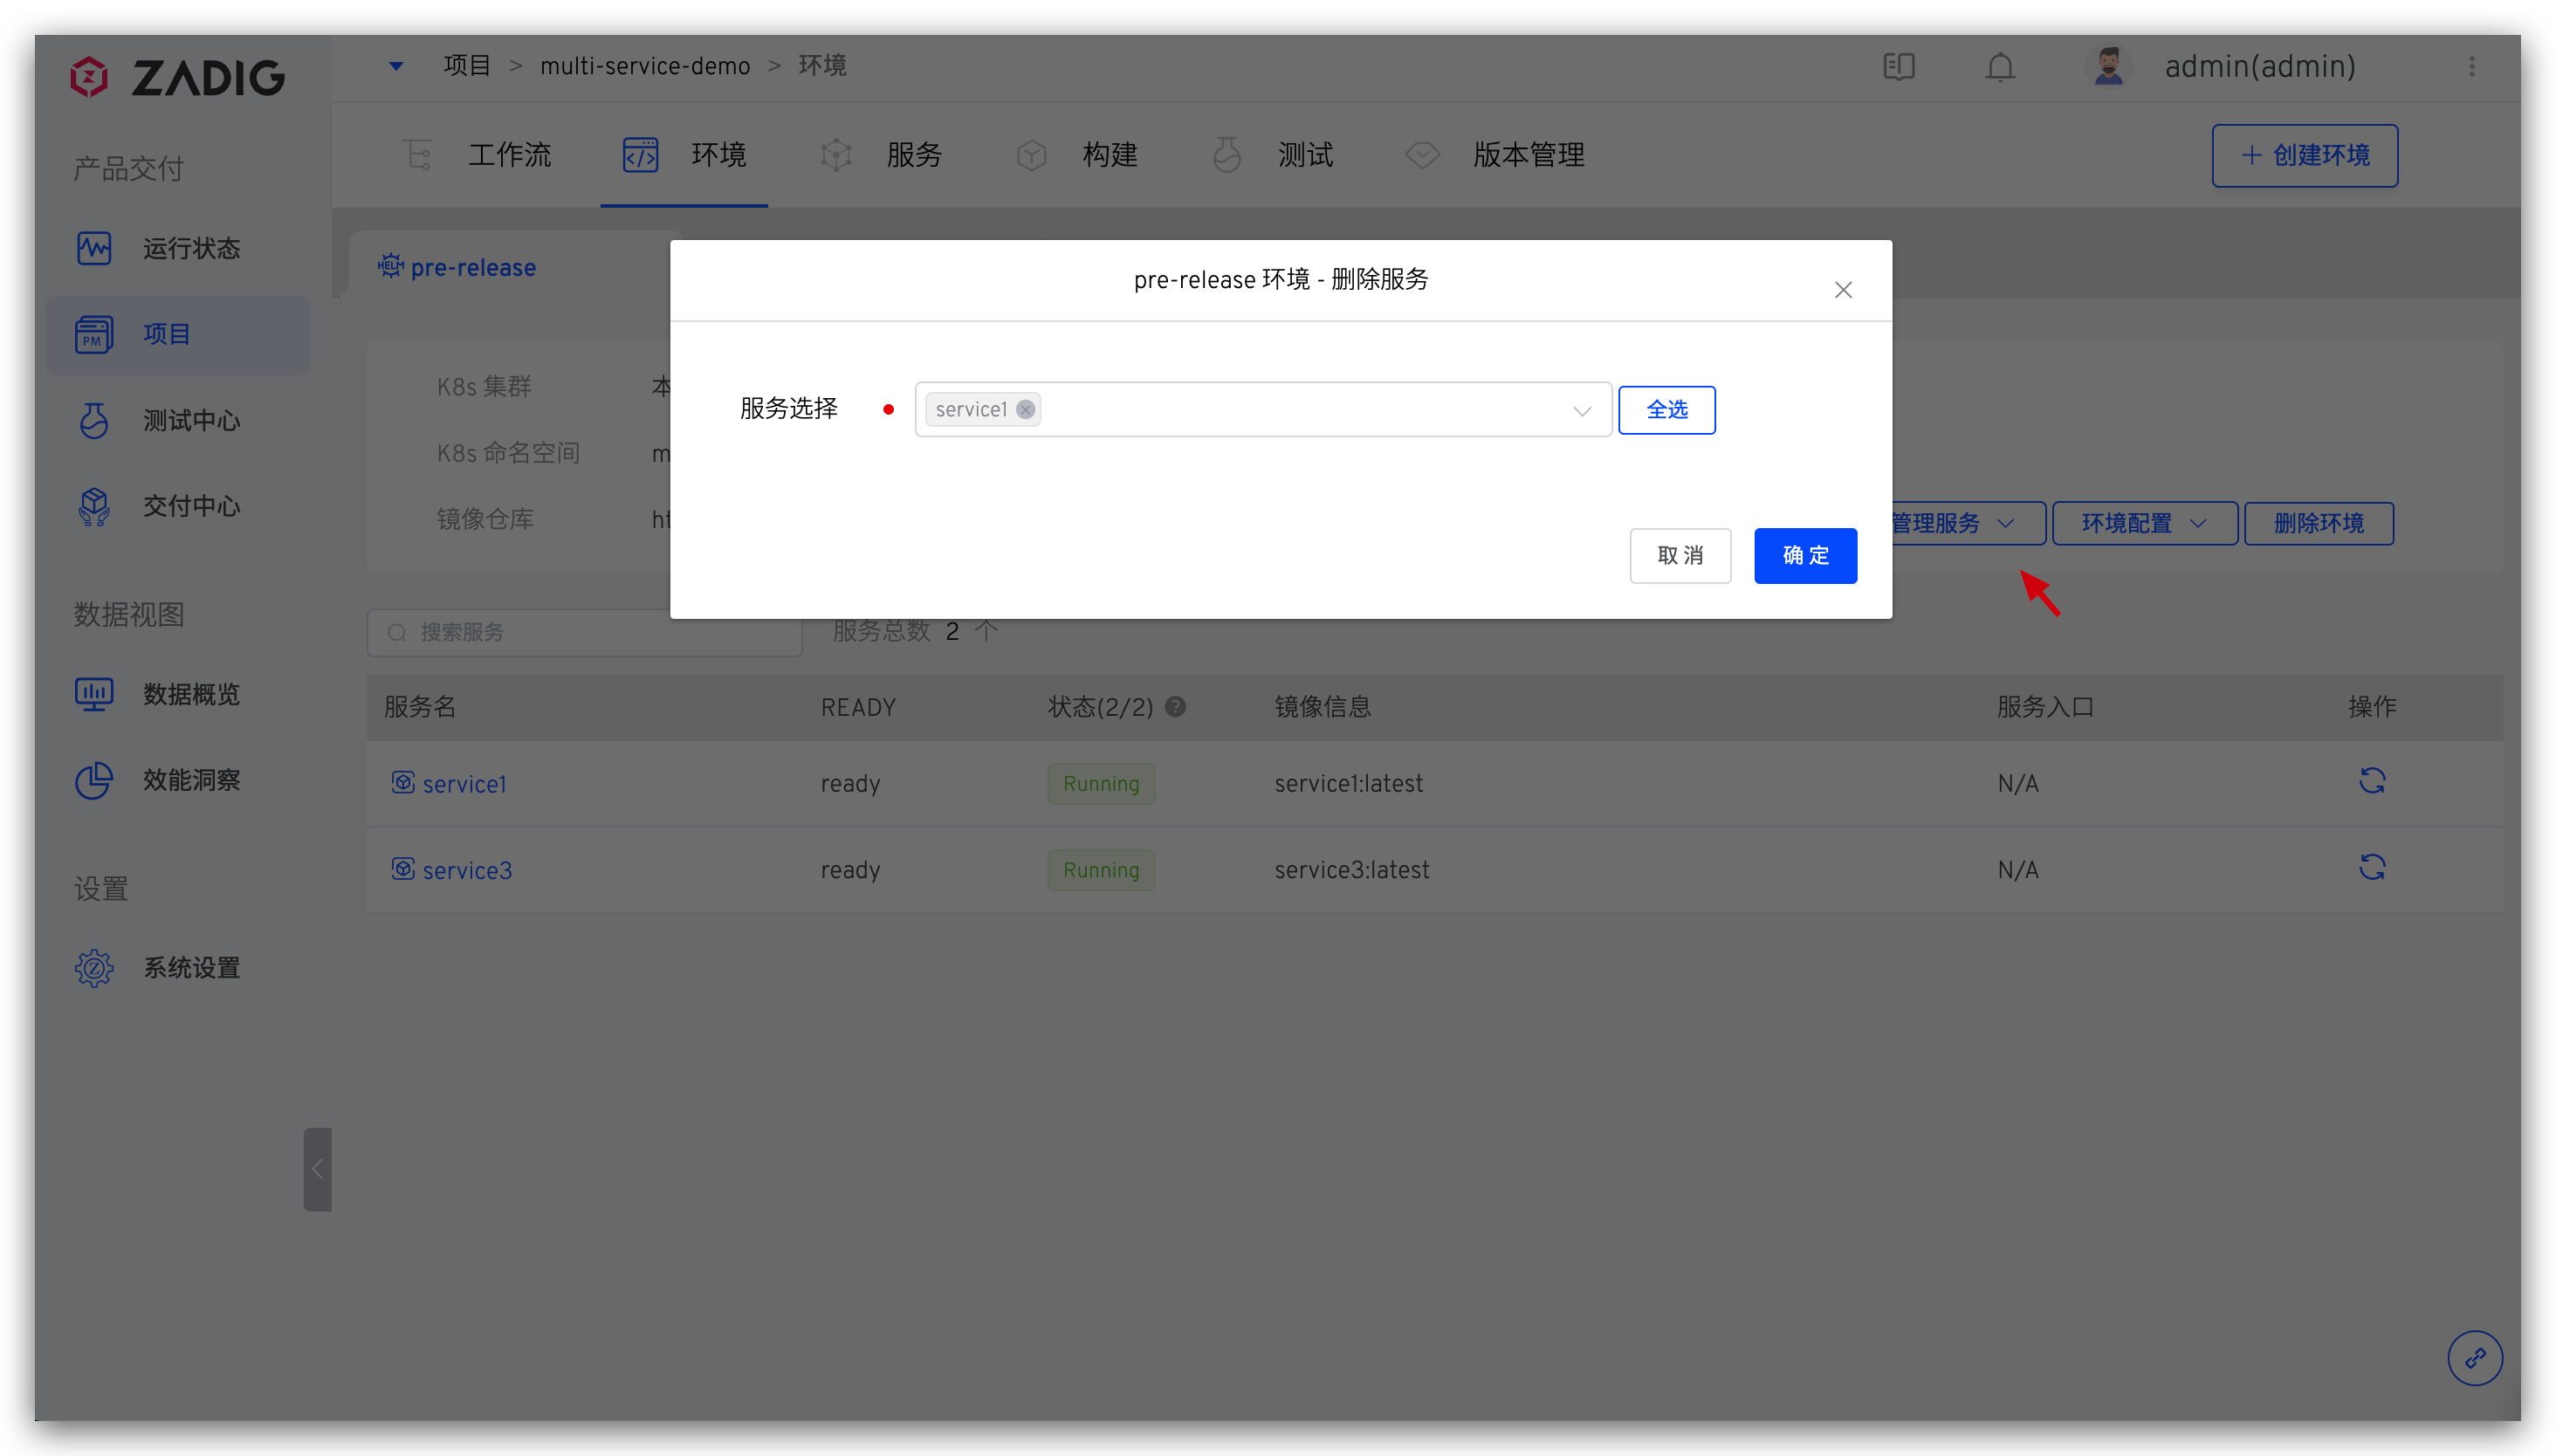 ZADIG
项目 > multi-service-demo > 环境
admin(admin)
产品交付
运行状态
项目
测试中心
交付中心
数据视图
数据概览
效能洞察
设置
系统设置
工作流
环境
服务
构建
测试
版本管理
创建环境
HELM pre-release
K8s 集群 本
K8s 命名空间 m
镜像仓库 ht
管理服务
环境配置
删除环境
pre-release 环境 - 删除服务
服务选择
service1
全选
取消
确定
搜索服务
服务总数 2 个
服务名 READY 状态(2/2) 镜像信息 服务入口 操作
service1 ready Running service1:latest N/A
service3 ready Running service3:latest N/A